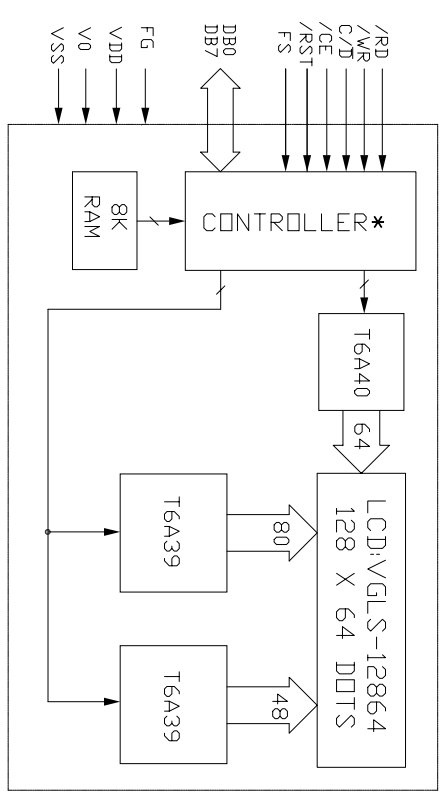 /RD
/WR
C/D
/CE
/RST
FS
DB0
DB7
FG
VDD
V0
VSS
CONTROLLER*
8K
RAM
T6A40
64
LCD:VGLS-12864
128 X 64 DOTS
80
48
T6A39
T6A39